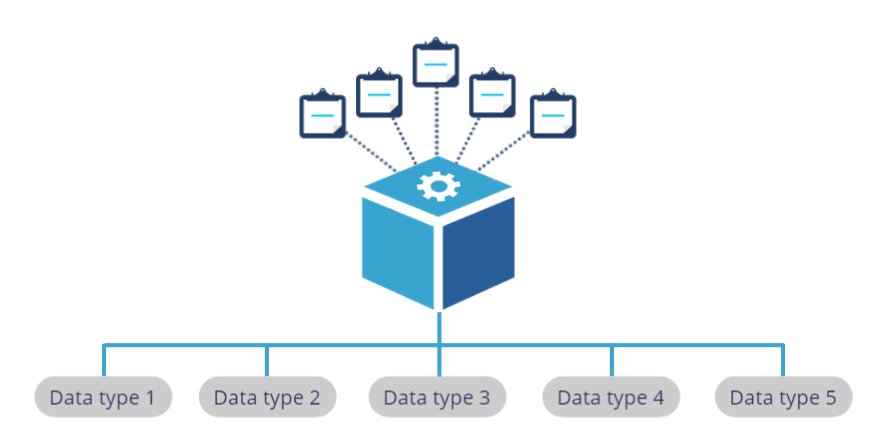 Data type 1
Data type 2
Data type 3
Data type 4
Data type 5